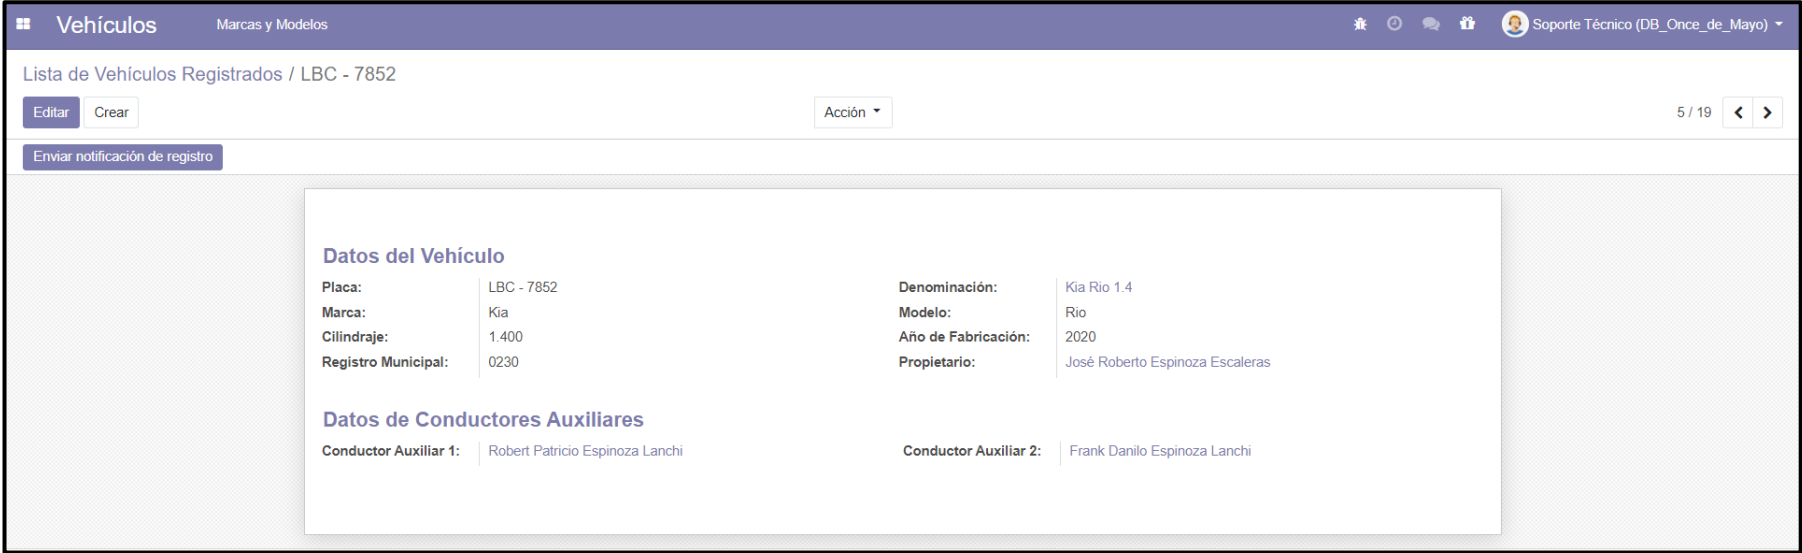 Vehículos Marcas y Modelos Soporte Técnico (DB_Once_de_Mayo)
Lista de Vehículos Registrados / LBC - 7852
Editar Crear Acción 5 / 19
Enviar notificación de registro
Datos del Vehículo
Placa: LBC - 7852 Denominación: Kia Rio 1.4
Marca: Kia Modelo: Rio
Cilindraje: 1.400 Año de Fabricación: 2020
Registro Municipal: 0230 Propietario: José Roberto Espinoza Escaleras
Datos de Conductores Auxiliares
Conductor Auxiliar 1: Robert Patricio Espinoza Lanchi Conductor Auxiliar 2: Frank Danilo Espinoza Lanchi